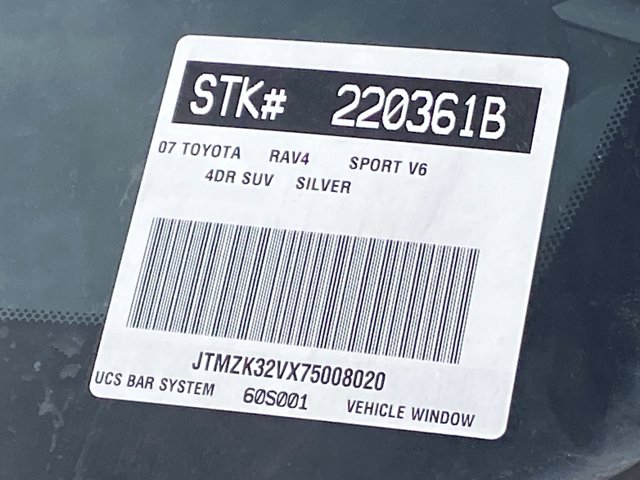 STK# 220361B
07 TOYOTA RAV4 SPORT V6
4DR SUV SILVER
JTMZK32VX75008020
UCS BAR SYSTEM 60S001 VEHICLE WINDOW